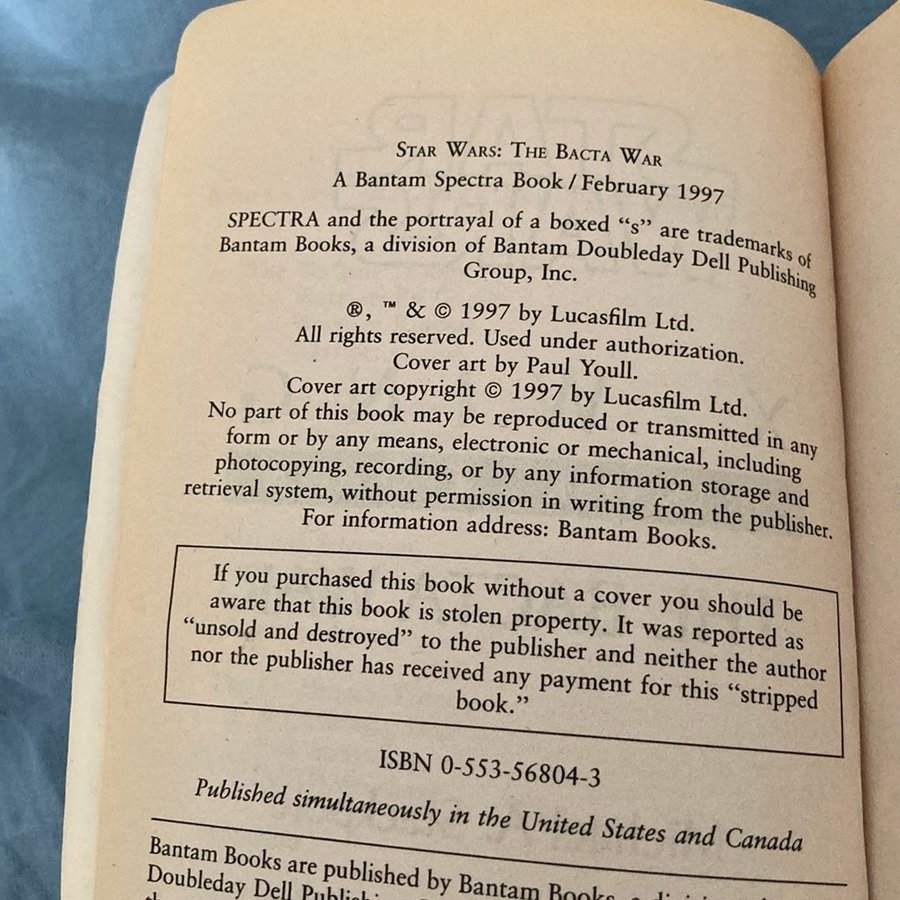 STAR WARS: THE BACTA WAR
A Bantam Spectra Book / February 1997
SPECTRA and the portrayal of a boxed “s” are trademarks of
Bantam Books, a division of Bantam Doubleday Dell Publishing
Group, Inc.
®, ™ & © 1997 by Lucasfilm Ltd.
All rights reserved. Used under authorization.
Cover art by Paul Youll.
Cover art copyright © 1997 by Lucasfilm Ltd.
No part of this book may be reproduced or transmitted in any
form or by any means, electronic or mechanical, including
photocopying, recording, or by any information storage and
retrieval system, without permission in writing from the publisher.
For information address: Bantam Books.
If you purchased this book without a cover you should be
aware that this book is stolen property. It was reported as
“unsold and destroyed” to the publisher and neither the author
nor the publisher has received any payment for this “stripped
book.”
ISBN 0-553-56804-3
Published simultaneously in the United States and Canada
Bantam Books are published by Bantam Books, a division
Doubleday Dell